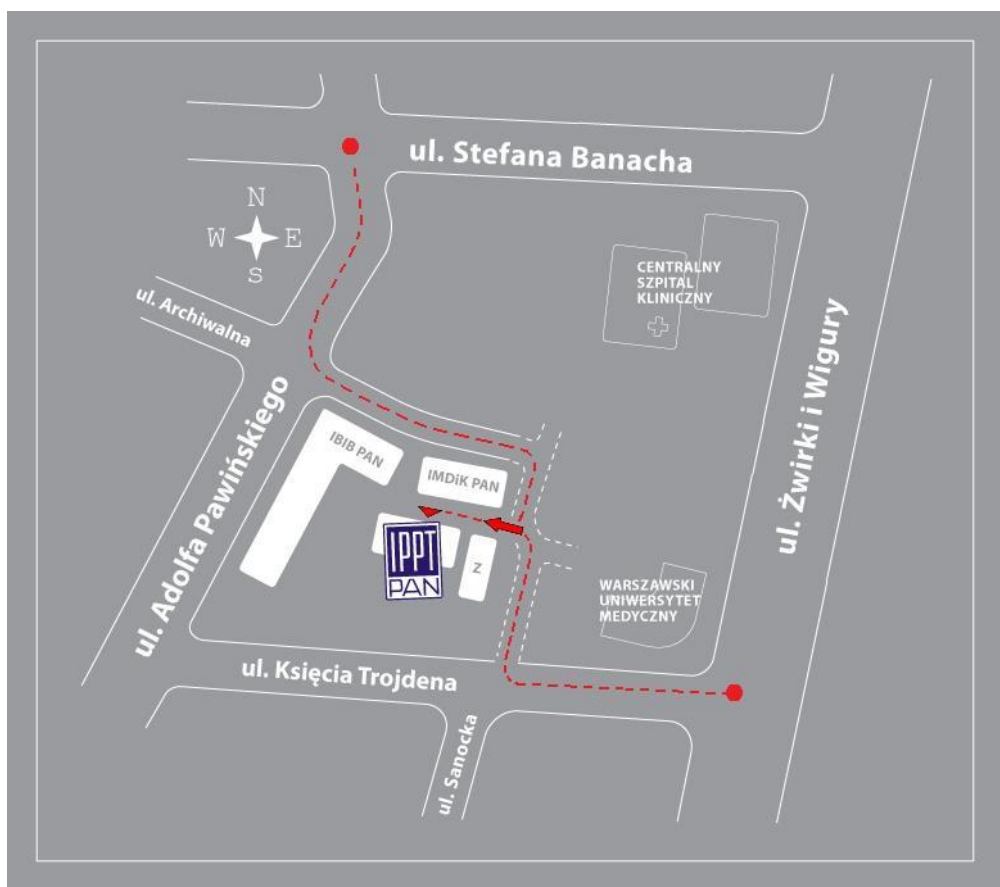 ul. Stefana Banacha
N
W E
S
CENTRALNY
SZPITAL
KLINICZNY
ul. Archiwalna
ul. Żwirki i Wigury
ul. Adolfa Pawińskiego
IBIB PAN
IMDiK PAN
IPPT
PAN
Z
WARSZAWSKI
UNIWERSYTET
MEDYCZNY
ul. Księcia Trojdena
ul. Sanocka